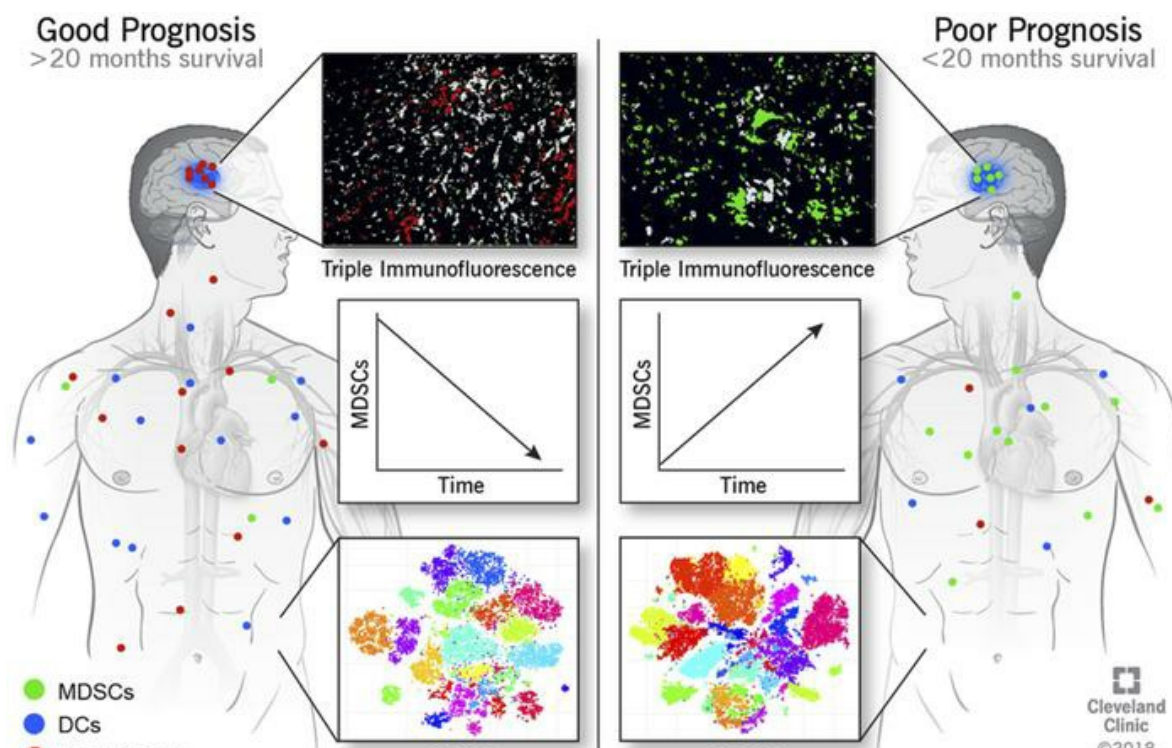 Good Prognosis
>20 months survival
Poor Prognosis
<20 months survival
Triple Immunofluorescence
Triple Immunofluorescence
MDSCs
Time
MDSCs
Time
MDSCs
DCs
Cleveland
Clinic
©2018